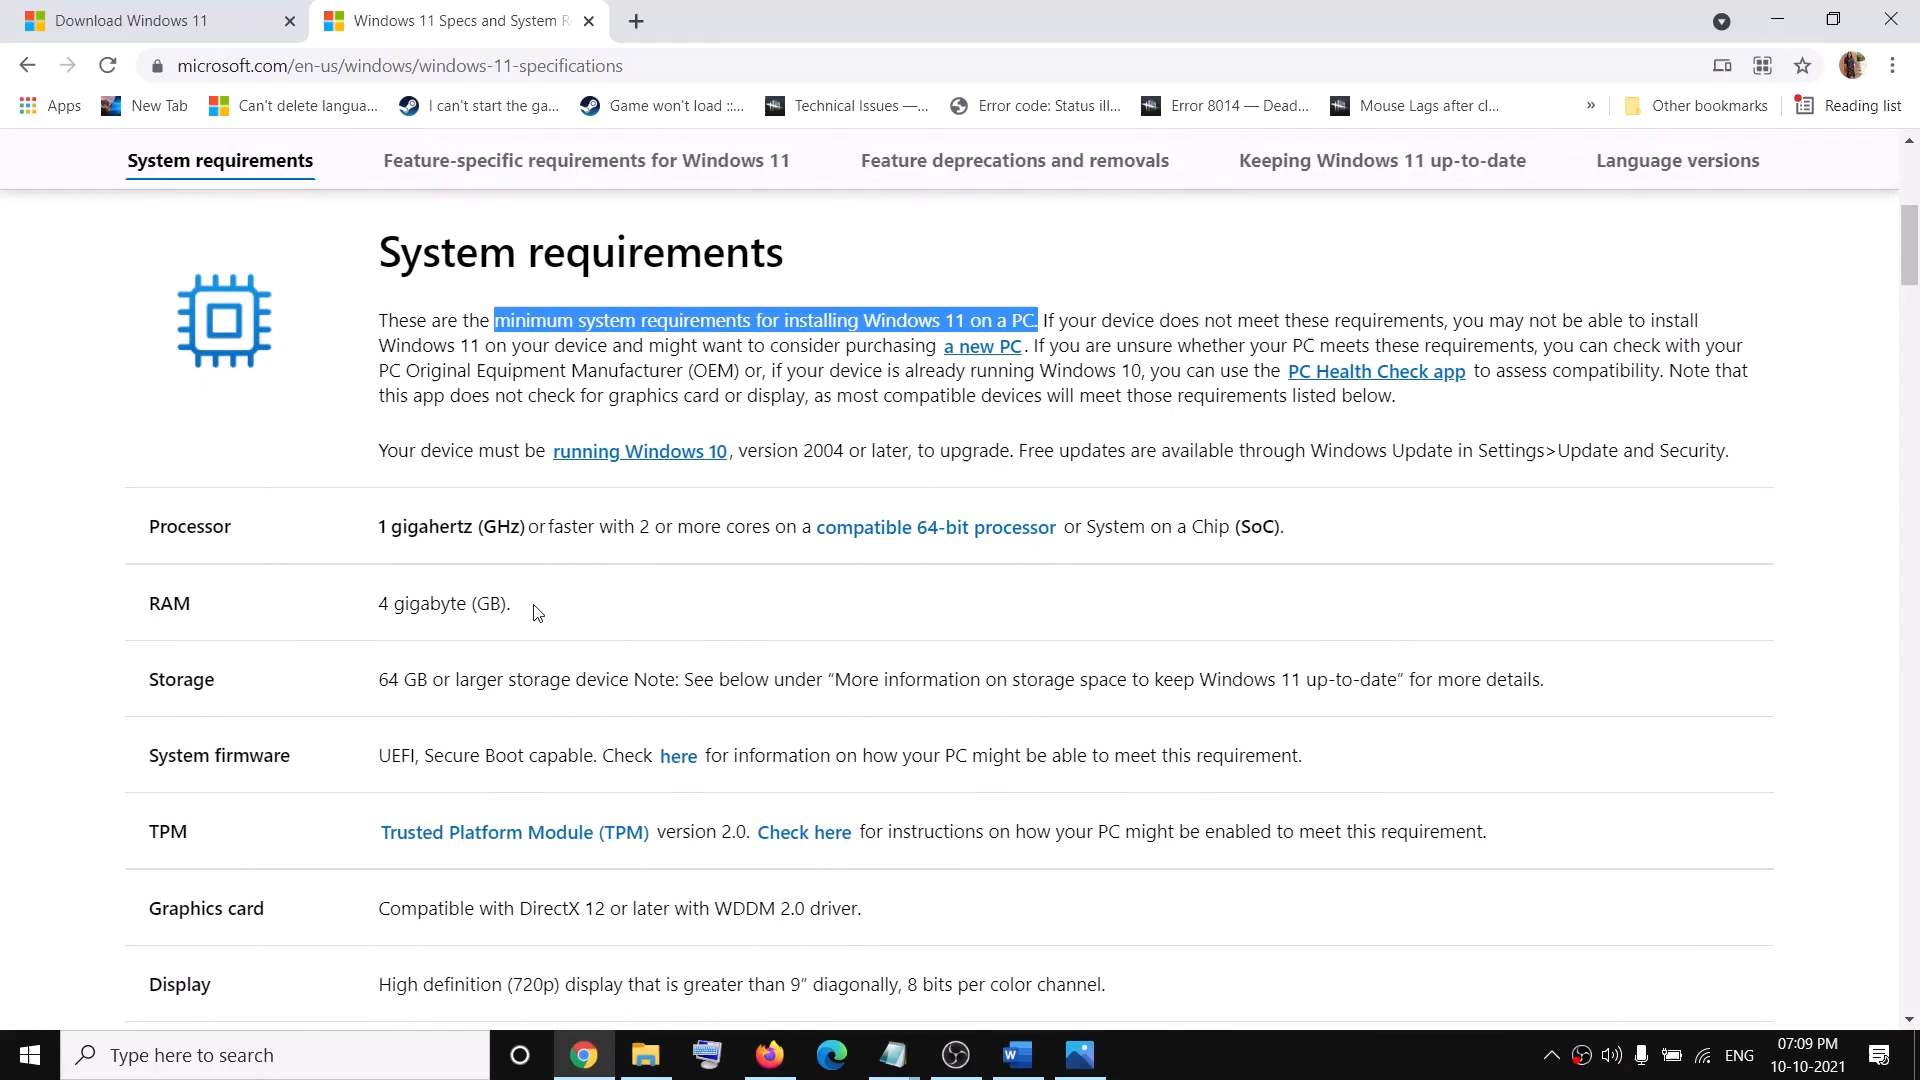 Download Windows 11
Windows 11 Specs and System R
microsoft.com/en-us/windows/windows-11-specifications
Apps New Tab Can't delete langua... I can't start the ga... Game won't load ::... Technical Issues —... Error code: Status ill... Error 8014 — Dead... Mouse Lags after cl... » Other bookmarks Reading list
System requirements Feature-specific requirements for Windows 11 Feature deprecations and removals Keeping Windows 11 up-to-date Language versions
System requirements
These are the minimum system requirements for installing Windows 11 on a PC. If your device does not meet these requirements, you may not be able to install
Windows 11 on your device and might want to consider purchasing a new PC. If you are unsure whether your PC meets these requirements, you can check with your
PC Original Equipment Manufacturer (OEM) or, if your device is already running Windows 10, you can use the PC Health Check app to assess compatibility. Note that
this app does not check for graphics card or display, as most compatible devices will meet those requirements listed below.
Your device must be running Windows 10, version 2004 or later, to upgrade. Free updates are available through Windows Update in Settings>Update and Security.
Processor 1 gigahertz (GHz) or faster with 2 or more cores on a compatible 64-bit processor or System on a Chip (SoC).
RAM 4 gigabyte (GB).
Storage 64 GB or larger storage device Note: See below under “More information on storage space to keep Windows 11 up-to-date” for more details.
System firmware UEFI, Secure Boot capable. Check here for information on how your PC might be able to meet this requirement.
TPM Trusted Platform Module (TPM) version 2.0. Check here for instructions on how your PC might be enabled to meet this requirement.
Graphics card Compatible with DirectX 12 or later with WDDM 2.0 driver.
Display High definition (720p) display that is greater than 9” diagonally, 8 bits per color channel.
Type here to search
ENG
07:09 PM
10-10-2021